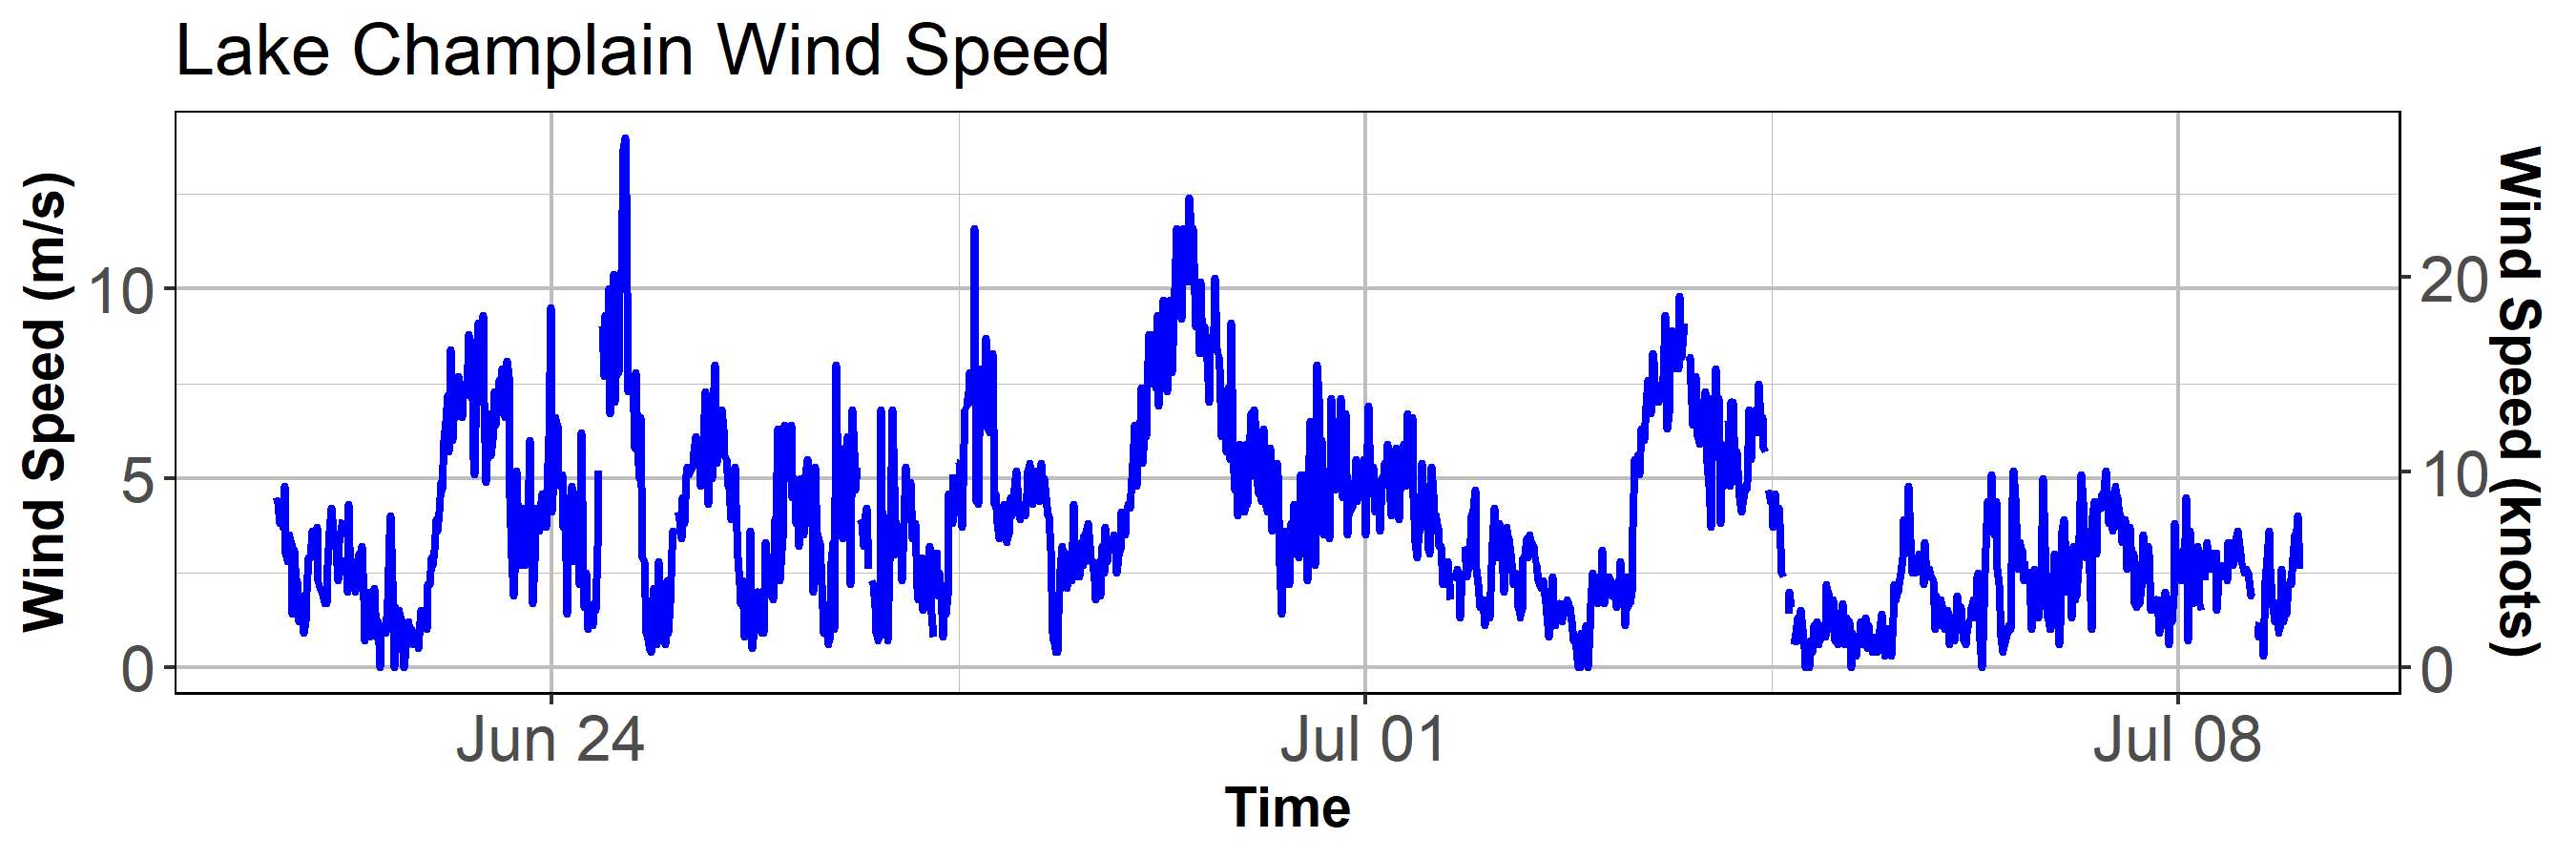 Lake Champlain Wind Speed
Wind Speed (m/s)
10
5
0
20
10
0
Wind Speed (knots)
Jun 24
Jul 01
Jul 08
Time